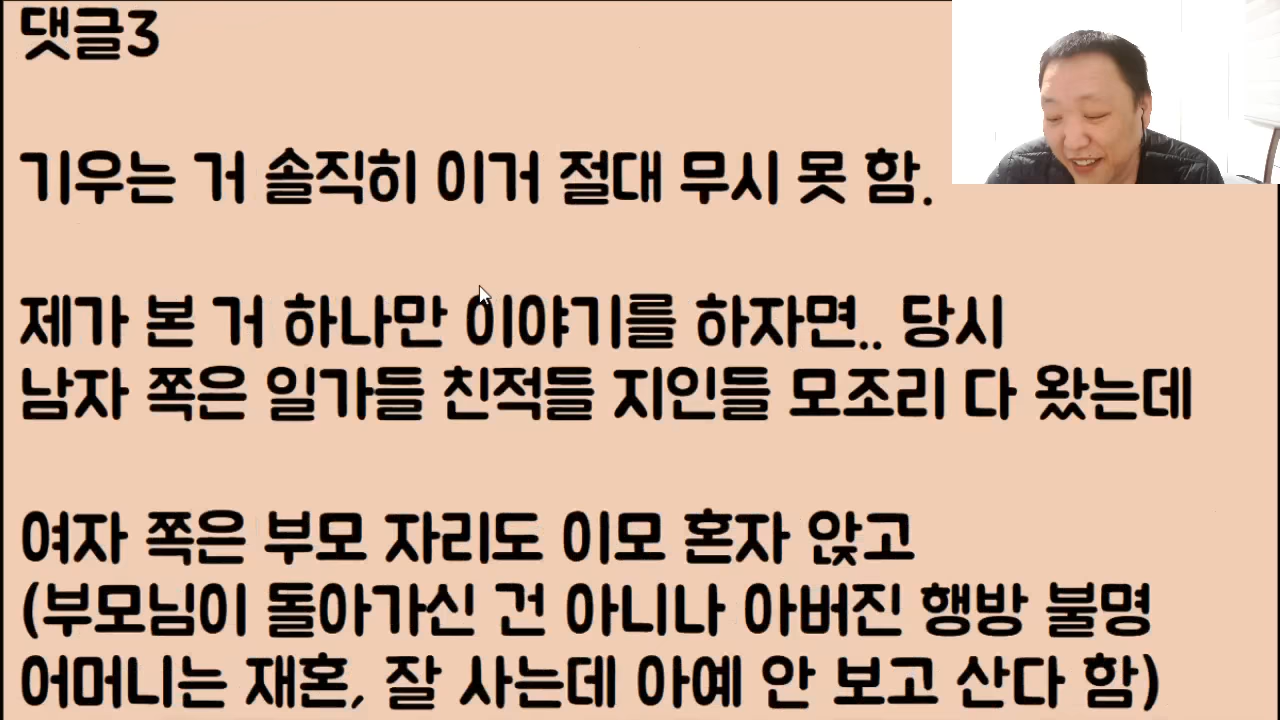 댓글3
기우는 거 솔직히 이거 절대 무시 못 함.
제가 본 거 하나만 이야기를 하자면.. 당시
남자 쪽은 일가들 친적들 지인들 모조리 다 왔는데
여자 쪽은 부모 자리도 이모 혼자 앉고
(부모님이 돌아가신 건 아니나 아버진 행방 불명
어머니는 재혼, 잘 사는데 아예 안 보고 산다 함)